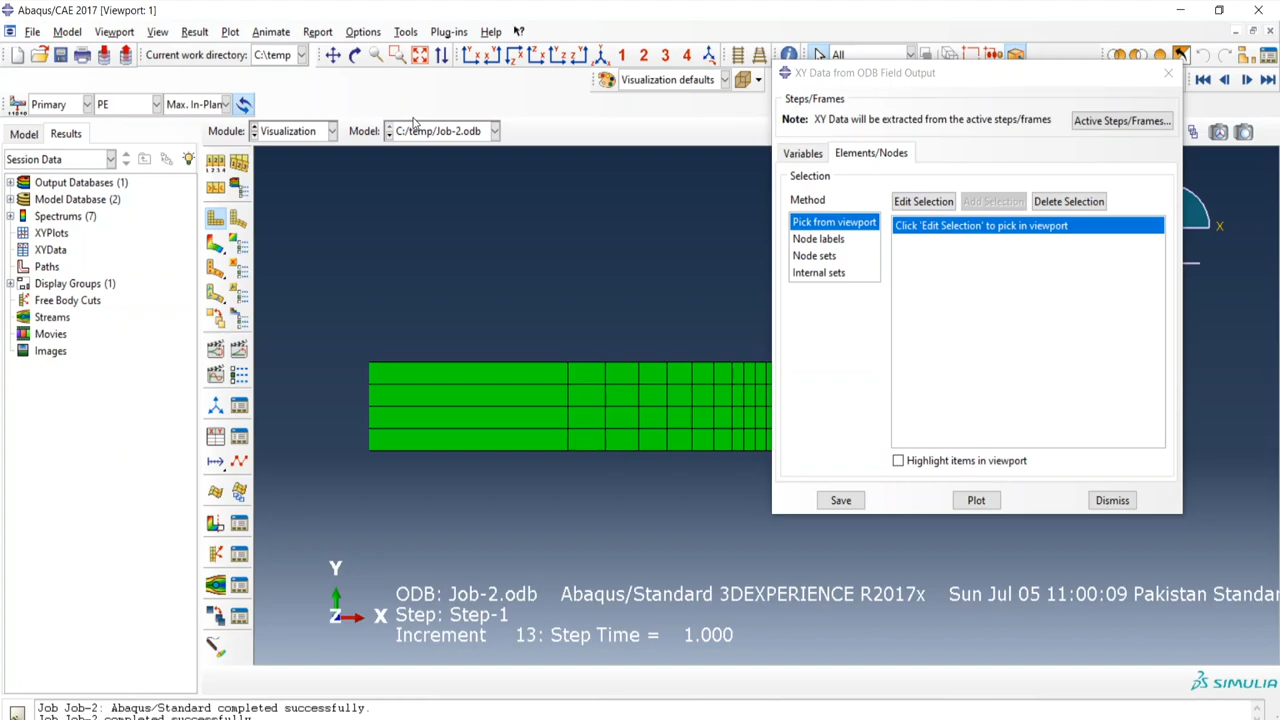 Abaqus/CAE 2017 [Viewport: 1]
File Model Viewport View Result Plot Animate Report Options Tools Plug-ins Help
Current work directory: C:\temp
1 2 3 4
All
Visualization defaults
Primary PE Max. In-Plan
Model Results
Module: Visualization Model: C:/temp/Job-2.odb
Session Data
Output Databases (1)
Model Database (2)
Spectrums (7)
XYPlots
XYData
Paths
Display Groups (1)
Free Body Cuts
Streams
Movies
Images
XY Data from ODB Field Output
Steps/Frames
Note: XY Data will be extracted from the active steps/frames
Active Steps/Frames...
Variables Elements/Nodes
Selection
Method
Edit Selection Add Selection Delete Selection
Pick from viewport
Node labels
Node sets
Internal sets
Click 'Edit Selection' to pick in viewport
Highlight items in viewport
Save Plot Dismiss
X
Y
Z X
ODB: Job-2.odb Abaqus/Standard 3DEXPERIENCE R2017x Sun Jul 05 11:00:09 Pakistan Standar
Step: Step-1
Increment 13: Step Time = 1.000
SIMULIA
Job Job-2: Abaqus/Standard completed successfully.
Job Job-2 completed successfully